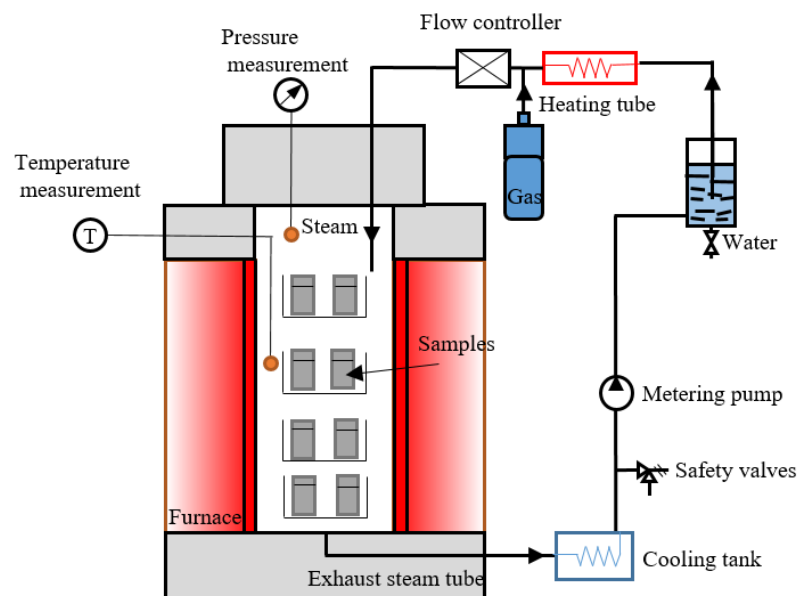 Flow controller
Pressure
measurement
Heating tube
Temperature
measurement
Gas
Steam
T
Water
Samples
Metering pump
Safety valves
Furnace
Cooling tank
Exhaust steam tube